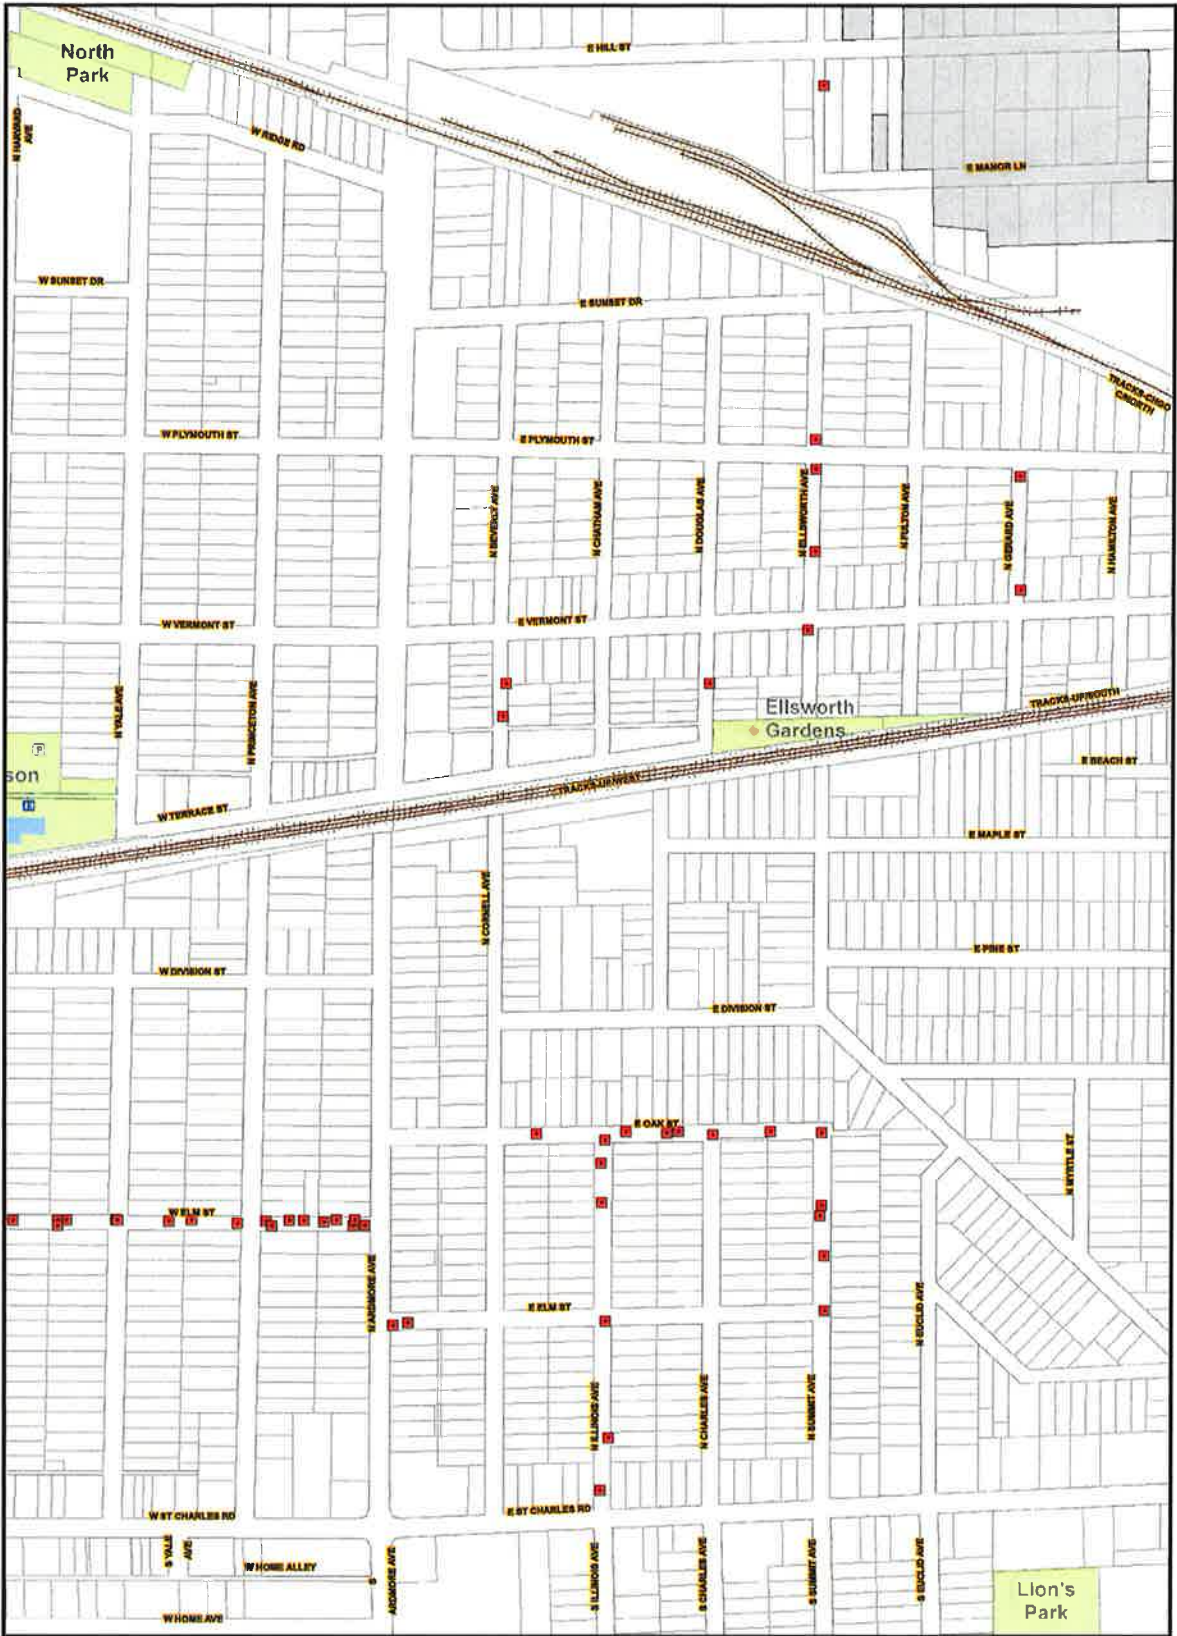 North
Park
E HILL ST
N HARVARD
AVE
W RIDGE RD
E MANOR LN
W SUNSET DR
E SUNSET DR
TRACKS-CHGO
C/NORTH
W PLYMOUTH ST
E PLYMOUTH ST
N BEVERLY AVE
N CHATHAM AVE
N DOUGLAS AVE
N ELLSWORTH AVE
N FULTON AVE
N GERARD AVE
N HAMILTON AVE
W VERMONT ST
E VERMONT ST
N YALE AVE
N PRINCETON AVE
TRACKS-UP/SOUTH
Ellsworth
Gardens
P
son
E BEACH ST
TRACKS-UP/WEST
W TERRACE ST
E MAPLE ST
N CORNELL AVE
E PINE ST
W DIVISION ST
E DIVISION ST
E OAK ST
N MYRTLE ST
W ELM ST
N ARDMORE AVE
E ELM ST
N EUCLID AVE
N ILLINOIS AVE
N CHARLES AVE
N SUMMIT AVE
W ST CHARLES RD
E ST CHARLES RD
S YALE
AVE
W HOME ALLEY
S
ARDMORE AVE
S ILLINOIS AVE
S CHARLES AVE
S SUMMIT AVE
S EUCLID AVE
Lion's
Park
W HOME AVE